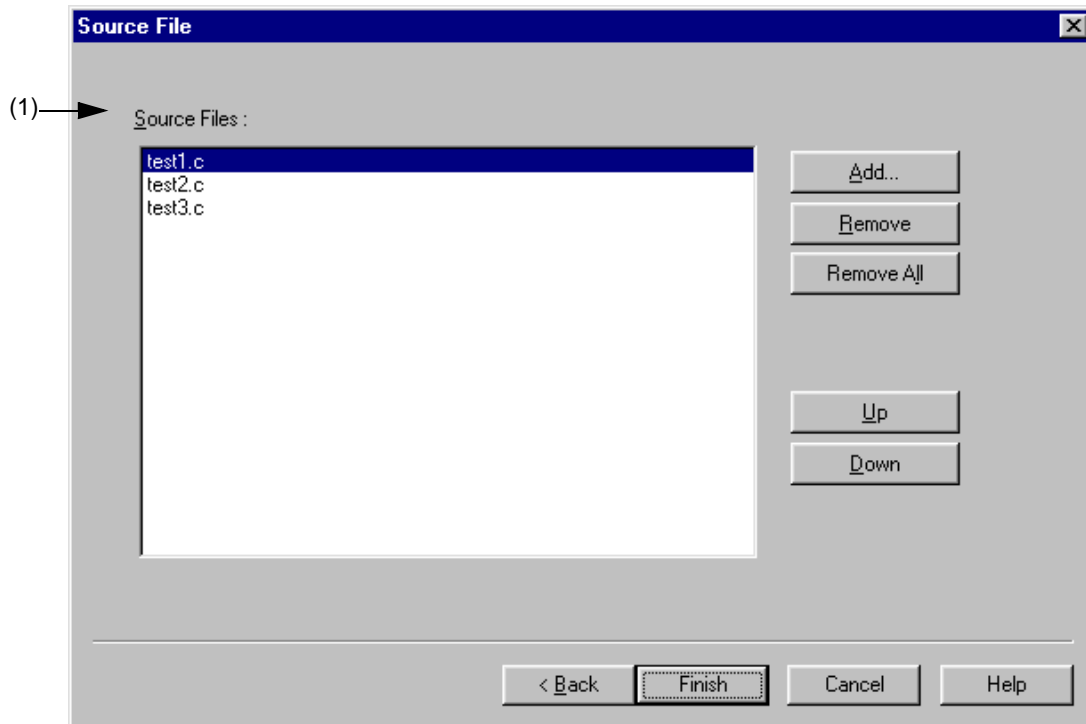 Source File
(1)
Source Files :
test1.c
test2.c
test3.c
Add...
Remove
Remove All
Up
Down
< Back
Finish
Cancel
Help